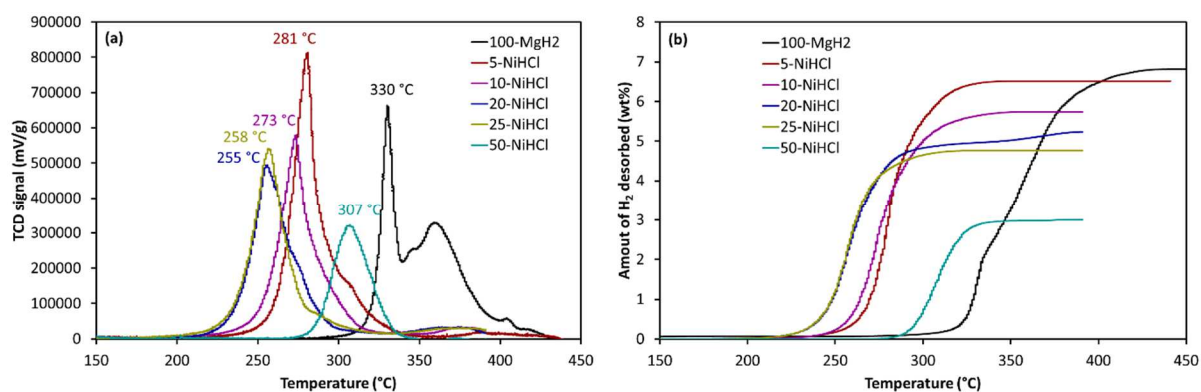 (a)
281 °C
330 °C
273 °C
258 °C
255 °C
307 °C
100-MgH2
5-NiHCl
10-NiHCl
20-NiHCl
25-NiHCl
50-NiHCl
TCD signal (mV/g)
900000
800000
700000
600000
500000
400000
300000
200000
100000
0
150 200 250 300 350 400 450
Temperature (°C)
(b)
100-MgH2
5-NiHCl
10-NiHCl
20-NiHCl
25-NiHCl
50-NiHCl
Amout of H₂ desorbed (wt%)
8
7
6
5
4
3
2
1
0
150 200 250 300 350 400 450
Temperature (°C)